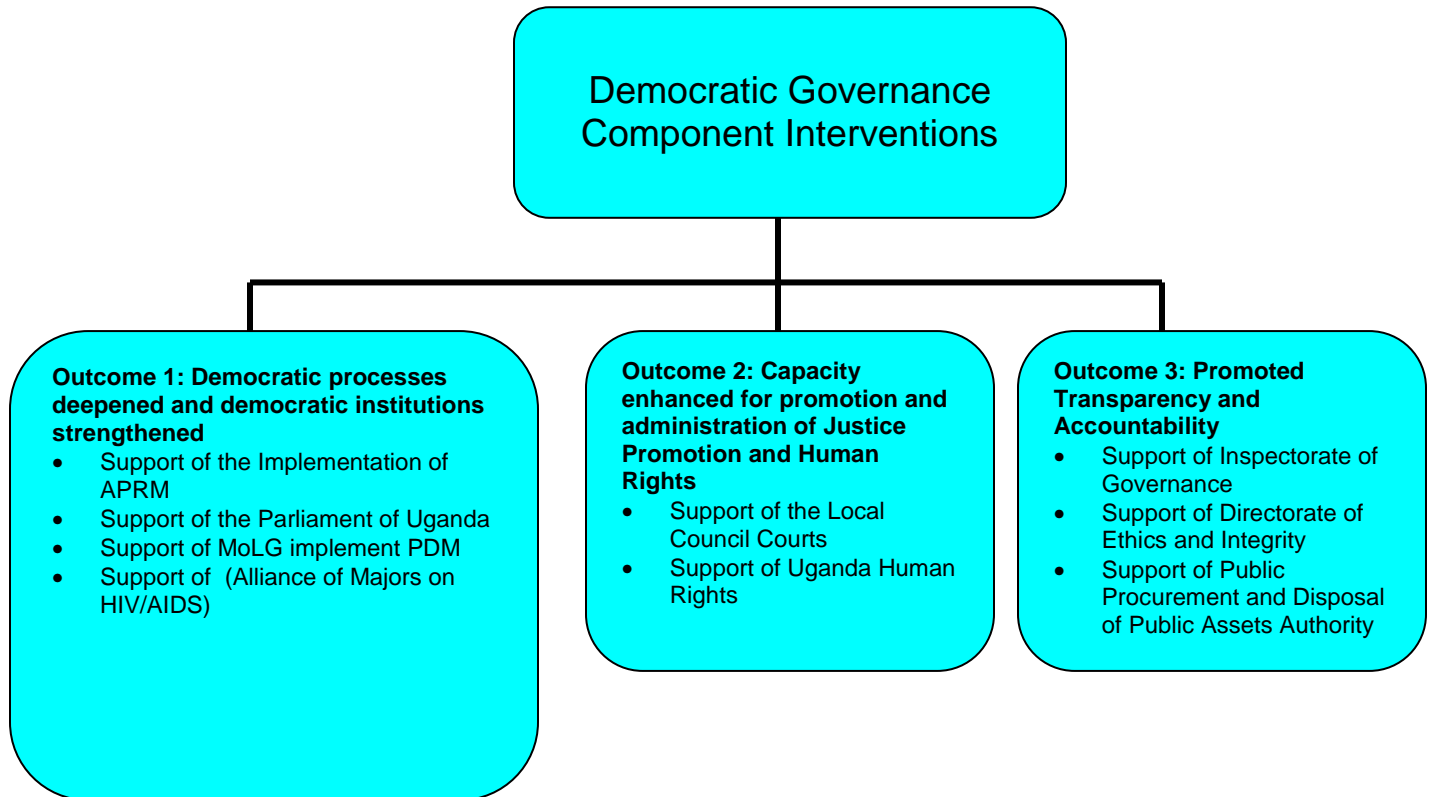 Democratic Governance
Component Interventions
Outcome 1: Democratic processes
deepened and democratic institutions
strengthened
• Support of the Implementation of
APRM
• Support of the Parliament of Uganda
• Support of MoLG implement PDM
• Support of (Alliance of Majors on
HIV/AIDS)
Outcome 2: Capacity
enhanced for promotion and
administration of Justice
Promotion and Human
Rights
• Support of the Local
Council Courts
• Support of Uganda Human
Rights
Outcome 3: Promoted
Transparency and
Accountability
• Support of Inspectorate of
Governance
• Support of Directorate of
Ethics and Integrity
• Support of Public
Procurement and Disposal
of Public Assets Authority